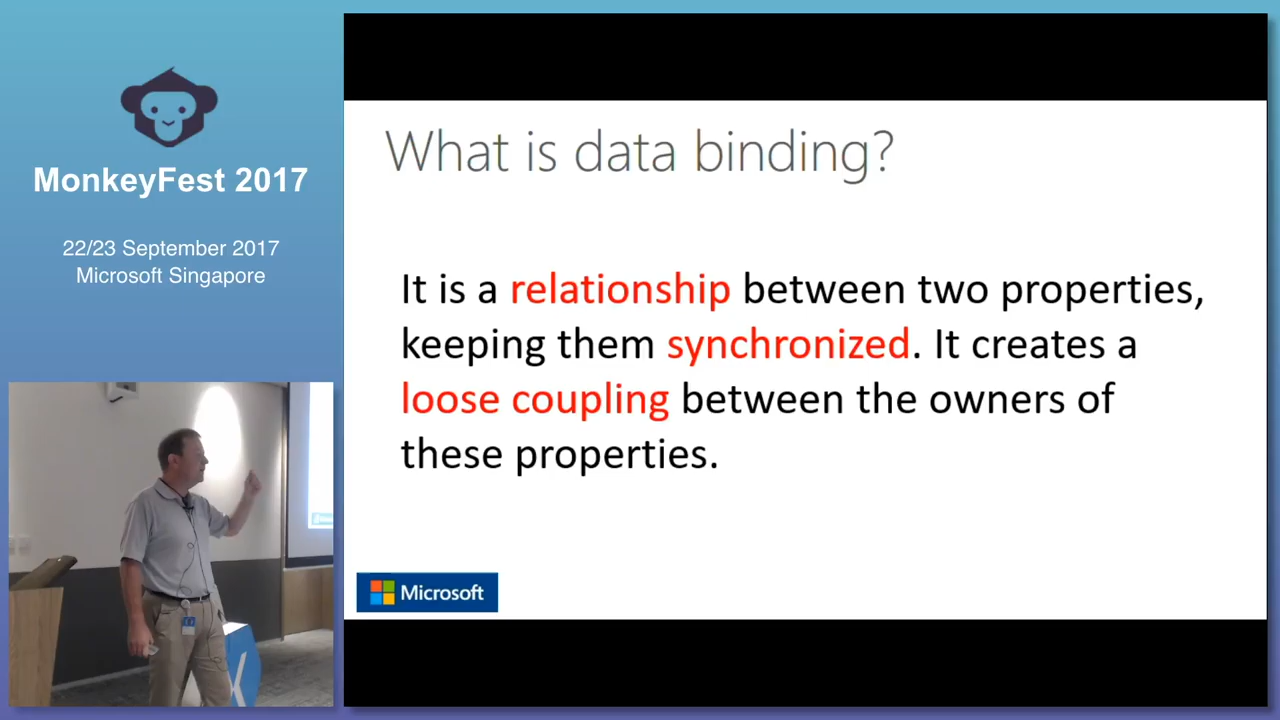 MonkeyFest 2017
22/23 September 2017
Microsoft Singapore
What is data binding?
It is a relationship between two properties,
keeping them synchronized. It creates a
loose coupling between the owners of
these properties.
Microsoft